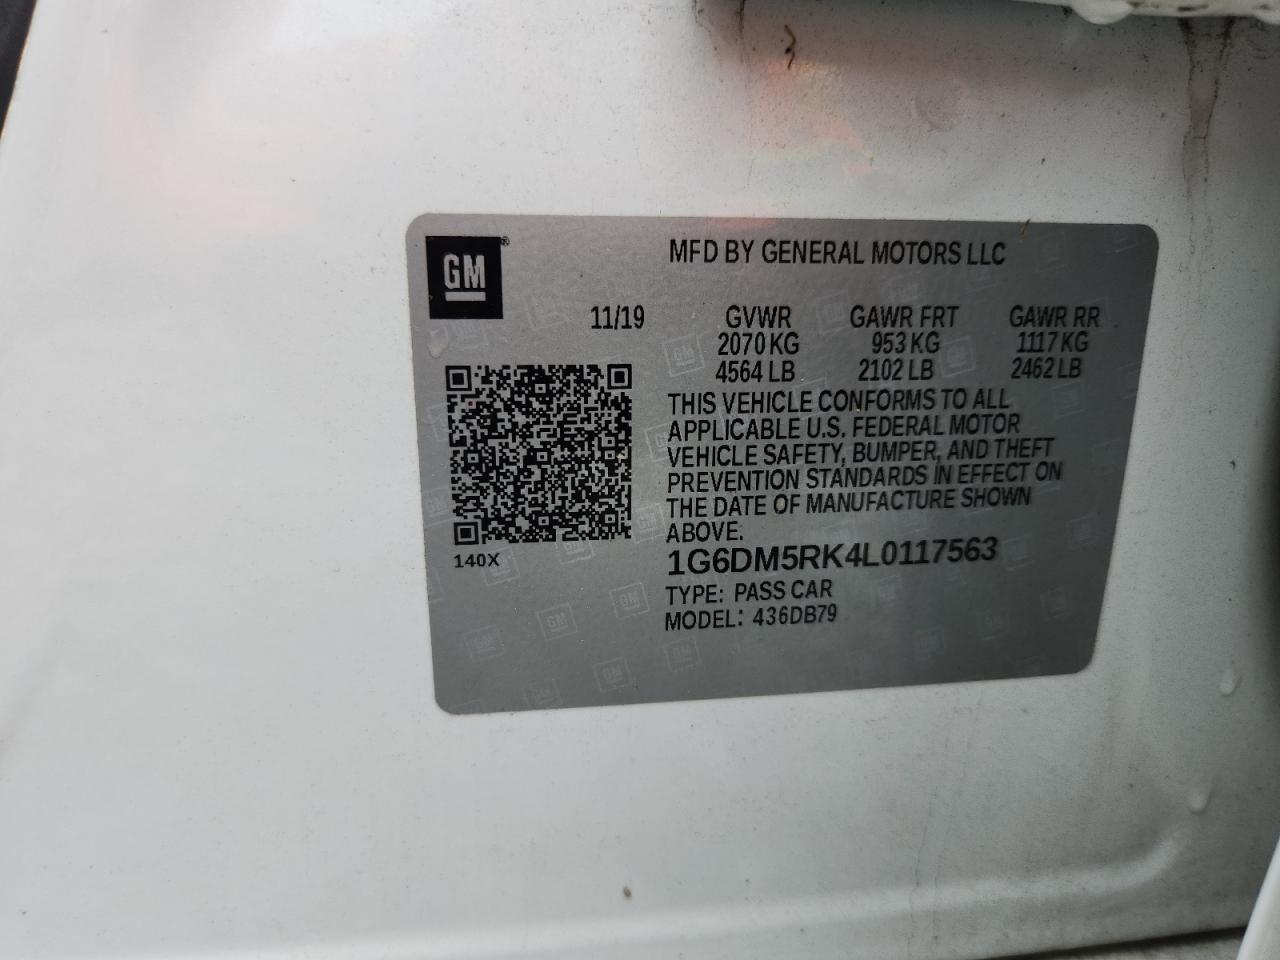 GM®
MFD BY GENERAL MOTORS LLC
11/19 GVWR GAWR FRT GAWR RR
2070 KG 953 KG 1117 KG
4564 LB 2102 LB 2462 LB
THIS VEHICLE CONFORMS TO ALL
APPLICABLE U.S. FEDERAL MOTOR
VEHICLE SAFETY, BUMPER, AND THEFT
PREVENTION STANDARDS IN EFFECT ON
THE DATE OF MANUFACTURE SHOWN
ABOVE.
140X
1G6DM5RK4L0117563
TYPE: PASS CAR
MODEL: 436DB79